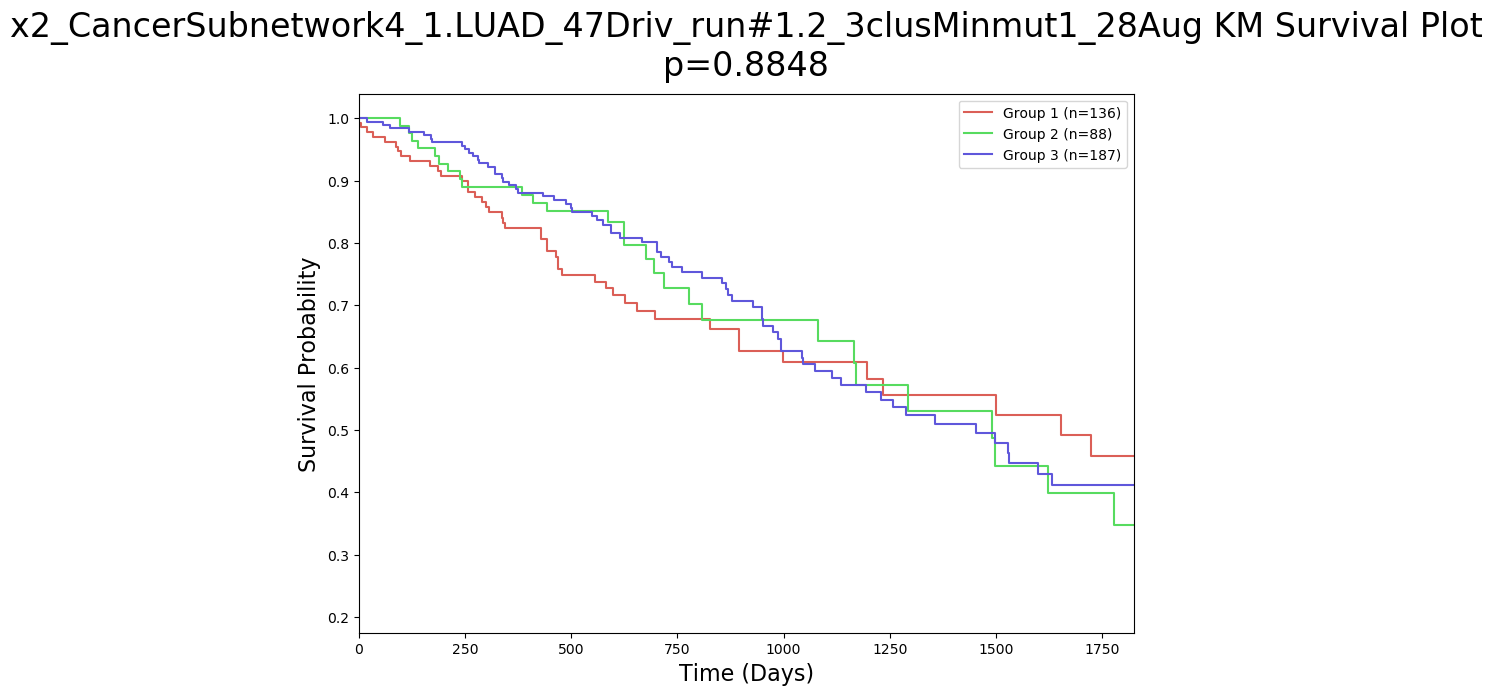 x2_CancerSubnetwork4_1.LUAD_47Driv_run#1.2_3clusMinmut1_28Aug KM Survival Plot
p=0.8848
Group 1 (n=136)
Group 2 (n=88)
Group 3 (n=187)
Survival Probability
1.0
0.9
0.8
0.7
0.6
0.5
0.4
0.3
0.2
0 250 500 750 1000 1250 1500 1750
Time (Days)